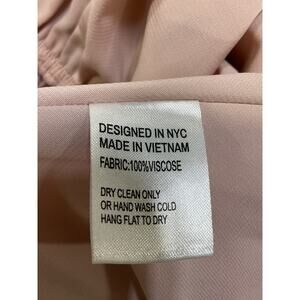 DESIGNED IN NYC
MADE IN VIETNAM
FABRIC:100%VISCOSE
DRY CLEAN ONLY
OR HAND WASH COLD
HANG FLAT TO DRY